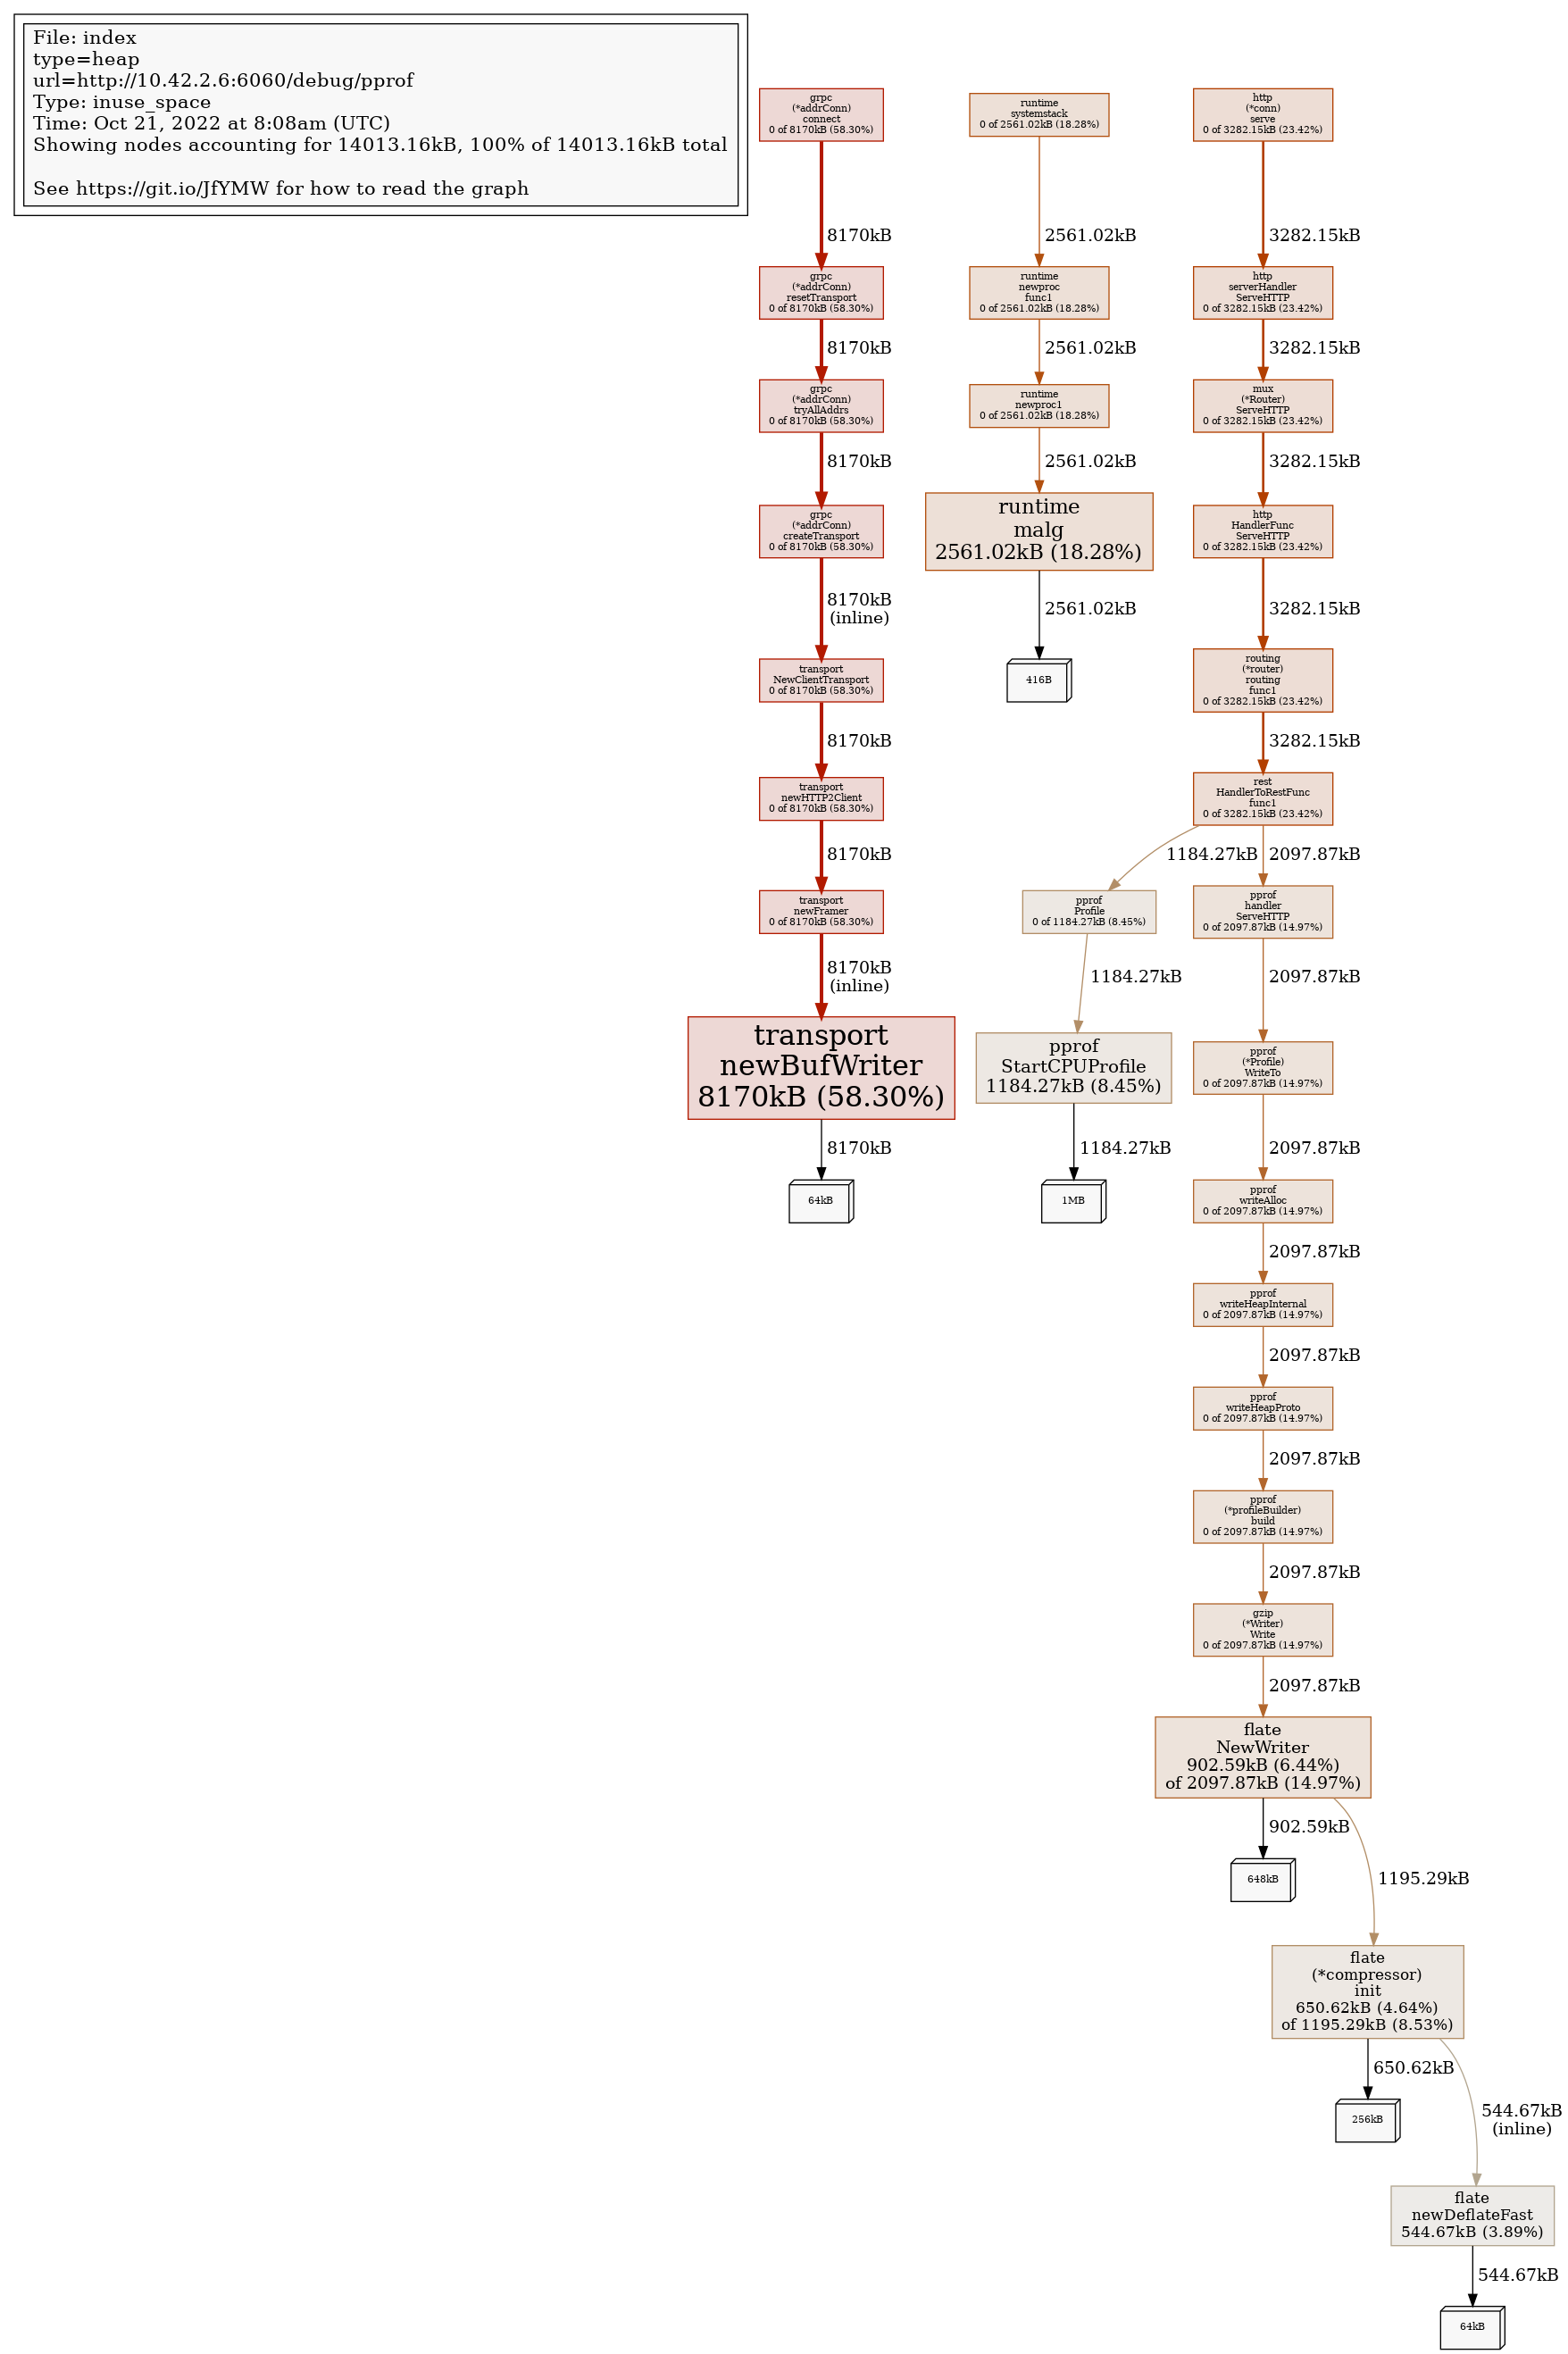 File: index
type=heap
url=http://10.42.2.6:6060/debug/pprof
Type: inuse_space
Time: Oct 21, 2022 at 8:08am (UTC)
Showing nodes accounting for 14013.16kB, 100% of 14013.16kB total
See https://git.io/JfYMW for how to read the graph
grpc
(*addrConn)
connect
0 of 8170kB (58.30%)
8170kB
grpc
(*addrConn)
resetTransport
0 of 8170kB (58.30%)
8170kB
grpc
(*addrConn)
tryAllAddrs
0 of 8170kB (58.30%)
8170kB
grpc
(*addrConn)
createTransport
0 of 8170kB (58.30%)
8170kB
(inline)
transport
NewClientTransport
0 of 8170kB (58.30%)
8170kB
transport
newHTTP2Client
0 of 8170kB (58.30%)
8170kB
transport
newFramer
0 of 8170kB (58.30%)
8170kB
(inline)
transport
newBufWriter
8170kB (58.30%)
8170kB
64kB
runtime
systemstack
0 of 2561.02kB (18.28%)
2561.02kB
runtime
newproc
func1
0 of 2561.02kB (18.28%)
2561.02kB
runtime
newproc1
0 of 2561.02kB (18.28%)
2561.02kB
runtime
malg
2561.02kB (18.28%)
2561.02kB
416B
http
(*conn)
serve
0 of 3282.15kB (23.42%)
3282.15kB
http
serverHandler
ServeHTTP
0 of 3282.15kB (23.42%)
3282.15kB
mux
(*Router)
ServeHTTP
0 of 3282.15kB (23.42%)
3282.15kB
http
HandlerFunc
ServeHTTP
0 of 3282.15kB (23.42%)
3282.15kB
routing
(*router)
routing
func1
0 of 3282.15kB (23.42%)
3282.15kB
rest
HandlerToRestFunc
func1
0 of 3282.15kB (23.42%)
1184.27kB
pprof
Profile
0 of 1184.27kB (8.45%)
1184.27kB
pprof
StartCPUProfile
1184.27kB (8.45%)
1184.27kB
1MB
2097.87kB
pprof
handler
ServeHTTP
0 of 2097.87kB (14.97%)
2097.87kB
pprof
(*Profile)
WriteTo
0 of 2097.87kB (14.97%)
2097.87kB
pprof
writeAlloc
0 of 2097.87kB (14.97%)
2097.87kB
pprof
writeHeapInternal
0 of 2097.87kB (14.97%)
2097.87kB
pprof
writeHeapProto
0 of 2097.87kB (14.97%)
2097.87kB
pprof
(*profileBuilder)
build
0 of 2097.87kB (14.97%)
2097.87kB
gzip
(*Writer)
Write
0 of 2097.87kB (14.97%)
2097.87kB
flate
NewWriter
902.59kB (6.44%)
of 2097.87kB (14.97%)
902.59kB
648kB
1195.29kB
flate
(*compressor)
init
650.62kB (4.64%)
of 1195.29kB (8.53%)
650.62kB
256kB
544.67kB
(inline)
flate
newDeflateFast
544.67kB (3.89%)
544.67kB
64kB